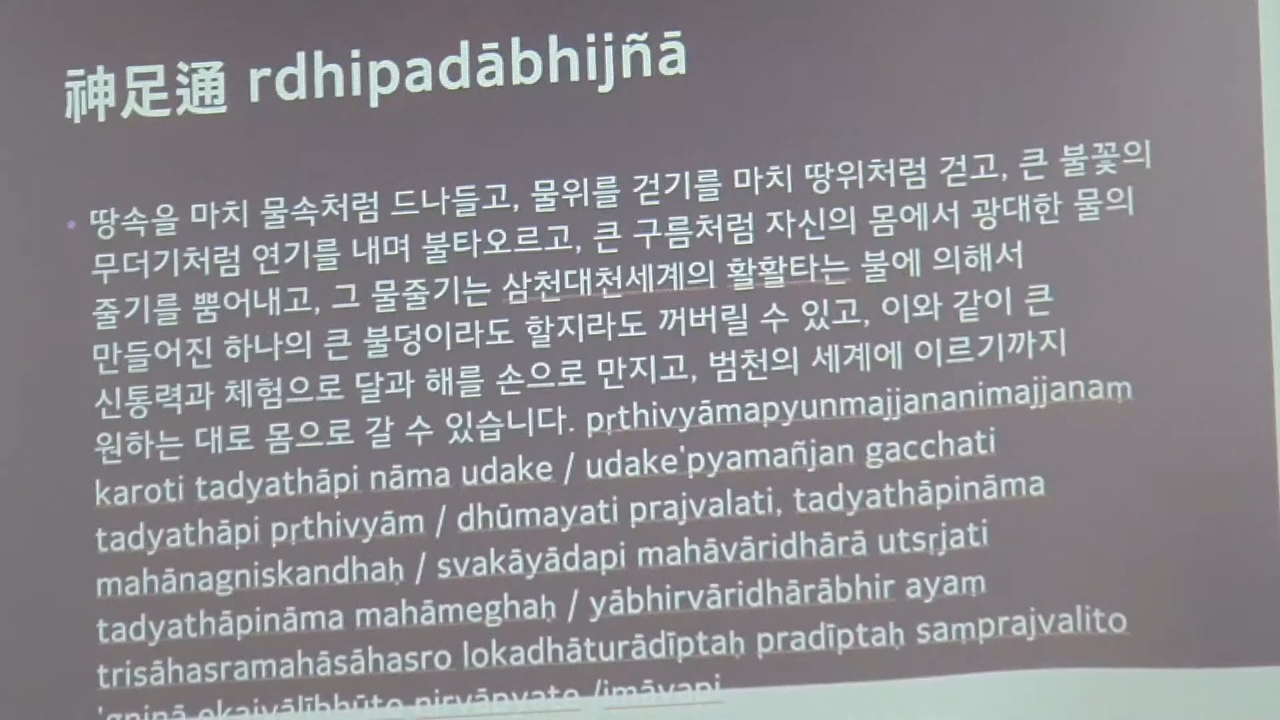 神足通 rdhipadābhijñā
땅속을 마치 물속처럼 드나들고, 물위를 걷기를 마치 땅위처럼 걷고, 큰 불꽃의
무더기처럼 연기를 내며 불타오르고, 큰 구름처럼 자신의 몸에서 광대한 물의
줄기를 뿜어내고, 그 물줄기는 삼천대천세계의 활활타는 불에 의해서
만들어진 하나의 큰 불덩이라도 할지라도 꺼버릴 수 있고, 이와 같이 큰
신통력과 체험으로 달과 해를 손으로 만지고, 범천의 세계에 이르기까지
원하는 대로 몸으로 갈 수 있습니다. pṛthivyāmapyunmajjananimajjanaṃ
karoti tadyathāpi nāma udake / udake'pyamañjan gacchati
tadyathāpi pṛthivyām / dhūmayati prajvalati, tadyathāpināma
mahānagniskandhaḥ / svakāyādapi mahāvāridhārā utsṛjati
tadyathāpināma mahāmeghaḥ / yābhirvāridhārābhir ayaṃ
trisāhasramahāsāhasro lokadhāturādīptaḥ pradīptaḥ saṃprajvalito
'gninā ekajvālībhūto nirvāpyate /imāvapi